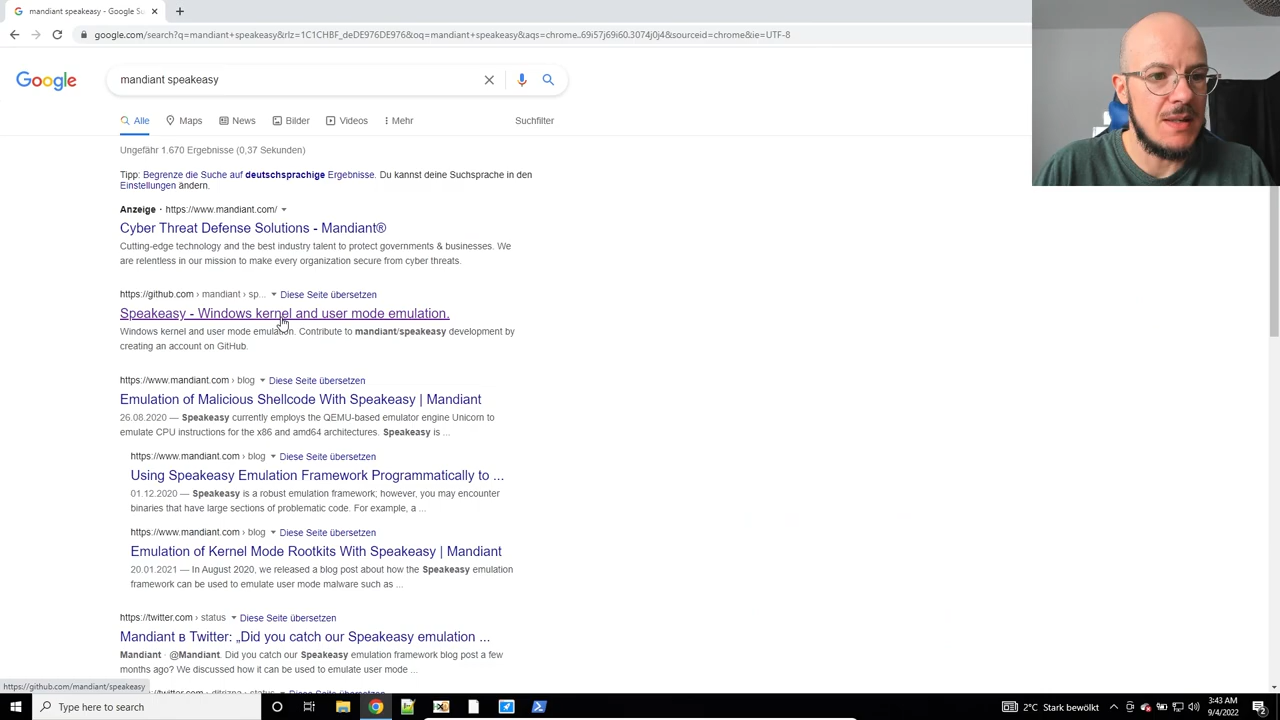 mandiant speakeasy - Google Su
google.com/search?q=mandiant+speakeasy&rlz=1C1CHBF_deDE976DE976&oq=mandiant+speakeasy&aqs=chrome..69i57j69i60.3074j0j4&sourceid=chrome&ie=UTF-8
Google
mandiant speakeasy
Alle
Maps
News
Bilder
Videos
Mehr
Suchfilter
Ungefähr 1.670 Ergebnisse (0,37 Sekunden)
Tipp: Begrenze die Suche auf deutschsprachige Ergebnisse. Du kannst deine Suchsprache in den
Einstellungen ändern.
Anzeige · https://www.mandiant.com/
Cyber Threat Defense Solutions - Mandiant®
Cutting-edge technology and the best industry talent to protect governments & businesses. We
are relentless in our mission to make every organization secure from cyber threats.
https://github.com › mandiant › sp... Diese Seite übersetzen
Speakeasy - Windows kernel and user mode emulation.
Windows kernel and user mode emulation. Contribute to mandiant/speakeasy development by
creating an account on GitHub.
https://www.mandiant.com › blog Diese Seite übersetzen
Emulation of Malicious Shellcode With Speakeasy | Mandiant
26.08.2020 — Speakeasy currently employs the QEMU-based emulator engine Unicorn to
emulate CPU instructions for the x86 and amd64 architectures. Speakeasy is ...
https://www.mandiant.com › blog Diese Seite übersetzen
Using Speakeasy Emulation Framework Programmatically to ...
01.12.2020 — Speakeasy is a robust emulation framework; however, you may encounter
binaries that have large sections of problematic code. For example, a ...
https://www.mandiant.com › blog Diese Seite übersetzen
Emulation of Kernel Mode Rootkits With Speakeasy | Mandiant
20.01.2021 — In August 2020, we released a blog post about how the Speakeasy emulation
framework can be used to emulate user mode malware such as ...
https://twitter.com › status Diese Seite übersetzen
Mandiant в Twitter: „Did you catch our Speakeasy emulation ...
Mandiant · @Mandiant. Did you catch our Speakeasy emulation framework blog post a few
months ago? We discussed how it can be used to emulate user mode ...
https://github.com/mandiant/speakeasy
Type here to search
2°C Stark bewölkt
3:43 AM
9/4/2022
2